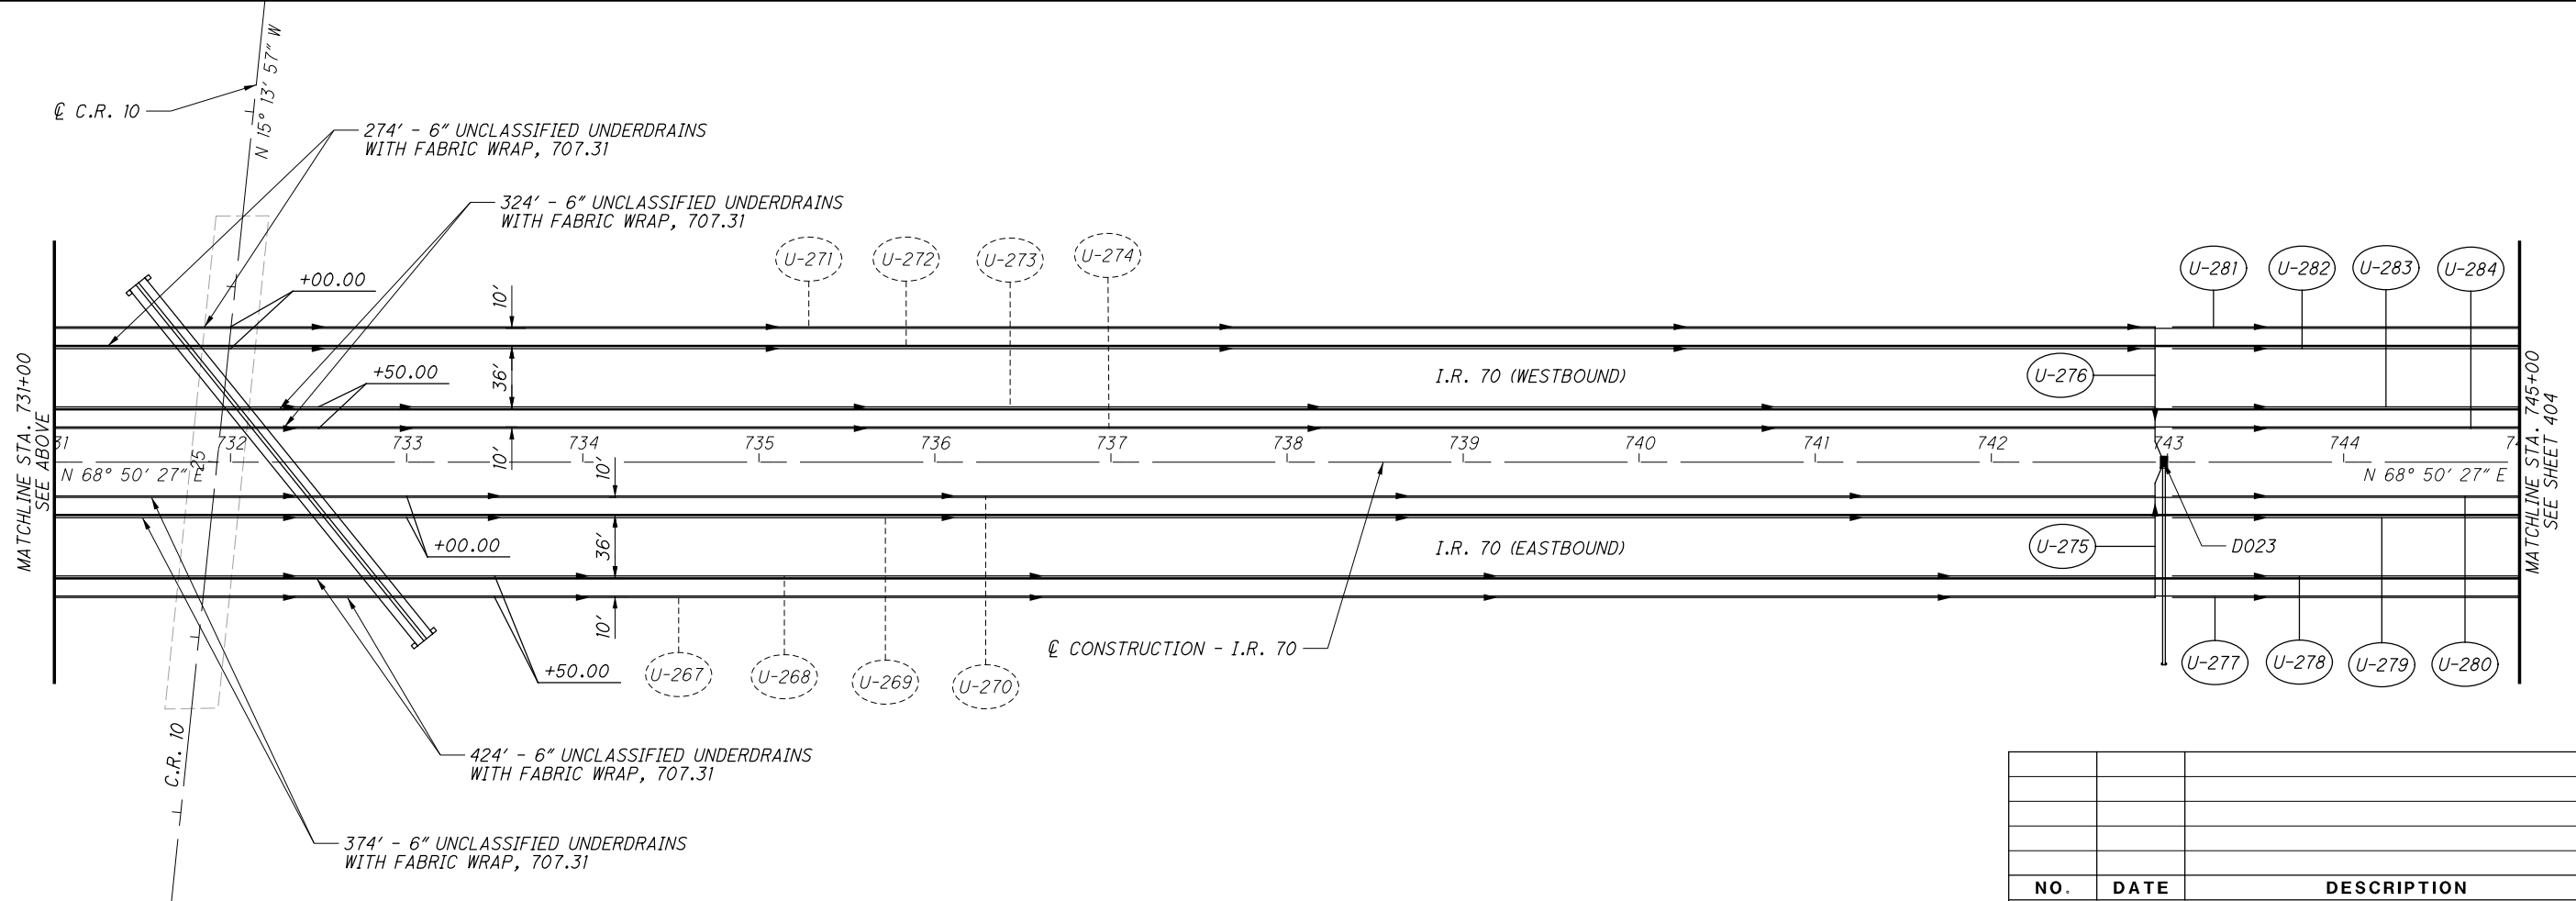 ℄ C.R. 10
N 15° 13' 57" W
274' - 6" UNCLASSIFIED UNDERDRAINS
WITH FABRIC WRAP, 707.31
324' - 6" UNCLASSIFIED UNDERDRAINS
WITH FABRIC WRAP, 707.31
+00.00
10'
U-271
U-272
U-273
U-274
U-281
U-282
U-283
U-284
MATCHLINE STA. 731+00
SEE ABOVE
+50.00
36'
I.R. 70 (WESTBOUND)
U-276
MATCHLINE STA. 745+00
SEE SHEET 404
31
732
733
734
735
736
737
738
739
740
741
742
743
744
74
25
10'
10'
N 68° 50' 27" E
N 68° 50' 27" E
+00.00
36'
I.R. 70 (EASTBOUND)
U-275
D023
10'
+50.00
℄ CONSTRUCTION - I.R. 70
U-267
U-268
U-269
U-270
U-277
U-278
U-279
U-280
C.R. 10
424' - 6" UNCLASSIFIED UNDERDRAINS
WITH FABRIC WRAP, 707.31
374' - 6" UNCLASSIFIED UNDERDRAINS
WITH FABRIC WRAP, 707.31
NO. DATE DESCRIPTION